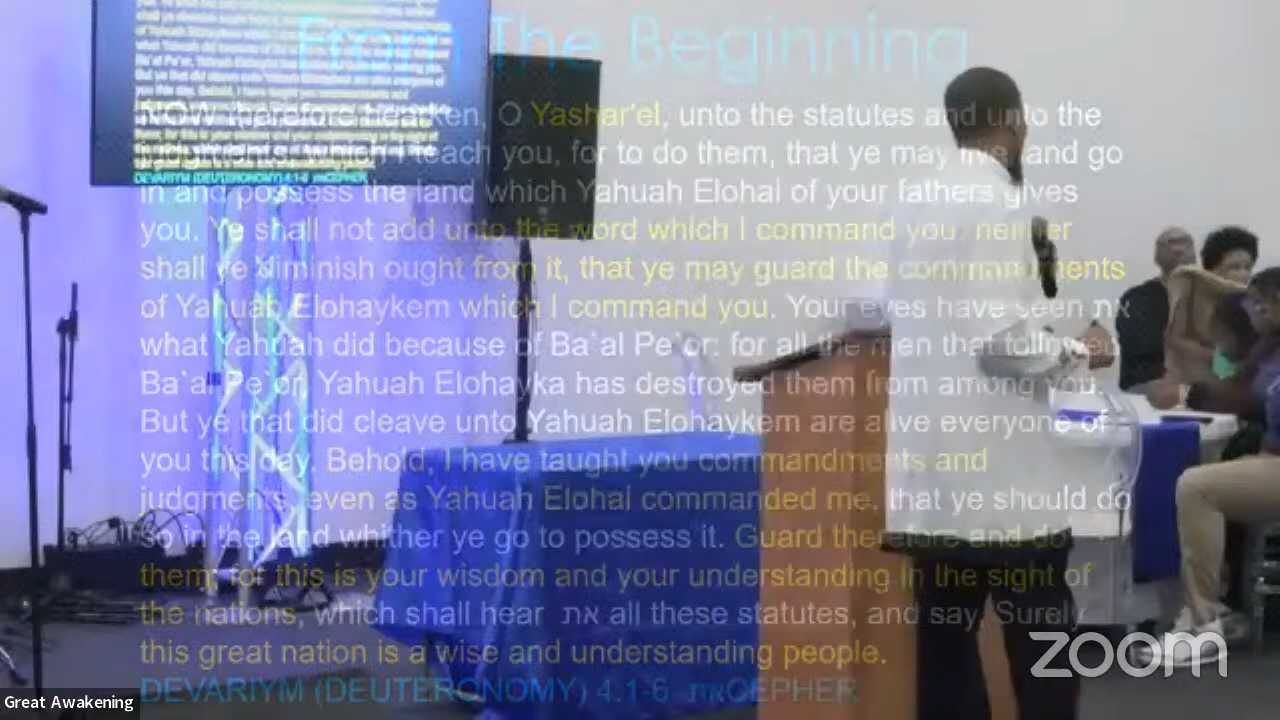 From The Beginning
NOW therefore hearken, O Yashar'el, unto the statutes and unto the
judgments, which I teach you, for to do them, that ye may live, and go
in and possess the land which Yahuah Elohai of your fathers gives
you. Ye shall not add unto the word which I command you, neither
shall ye diminish ought from it, that ye may guard the commandments
of Yahuah Elohaykem which I command you. Your eyes have seen את
what Yahuah did because of Ba`al Pe`or: for all the men that followed
Ba`al Pe`or, Yahuah Elohayka has destroyed them from among you.
But ye that did cleave unto Yahuah Elohaykem are alive everyone of
you this day. Behold, I have taught you commandments and
judgments, even as Yahuah Elohai commanded me, that ye should do
so in the land whither ye go to possess it. Guard therefore and do
them; for this is your wisdom and your understanding in the sight of
the nations, which shall hear את all these statutes, and say, Surely
this great nation is a wise and understanding people.
DEVARIYM (DEUTERONOMY) 4.1-6 את CEPHER
DEVARIYM (DEUTERONOMY) 4.1-6 את CEPHER
zoom
Great Awakening